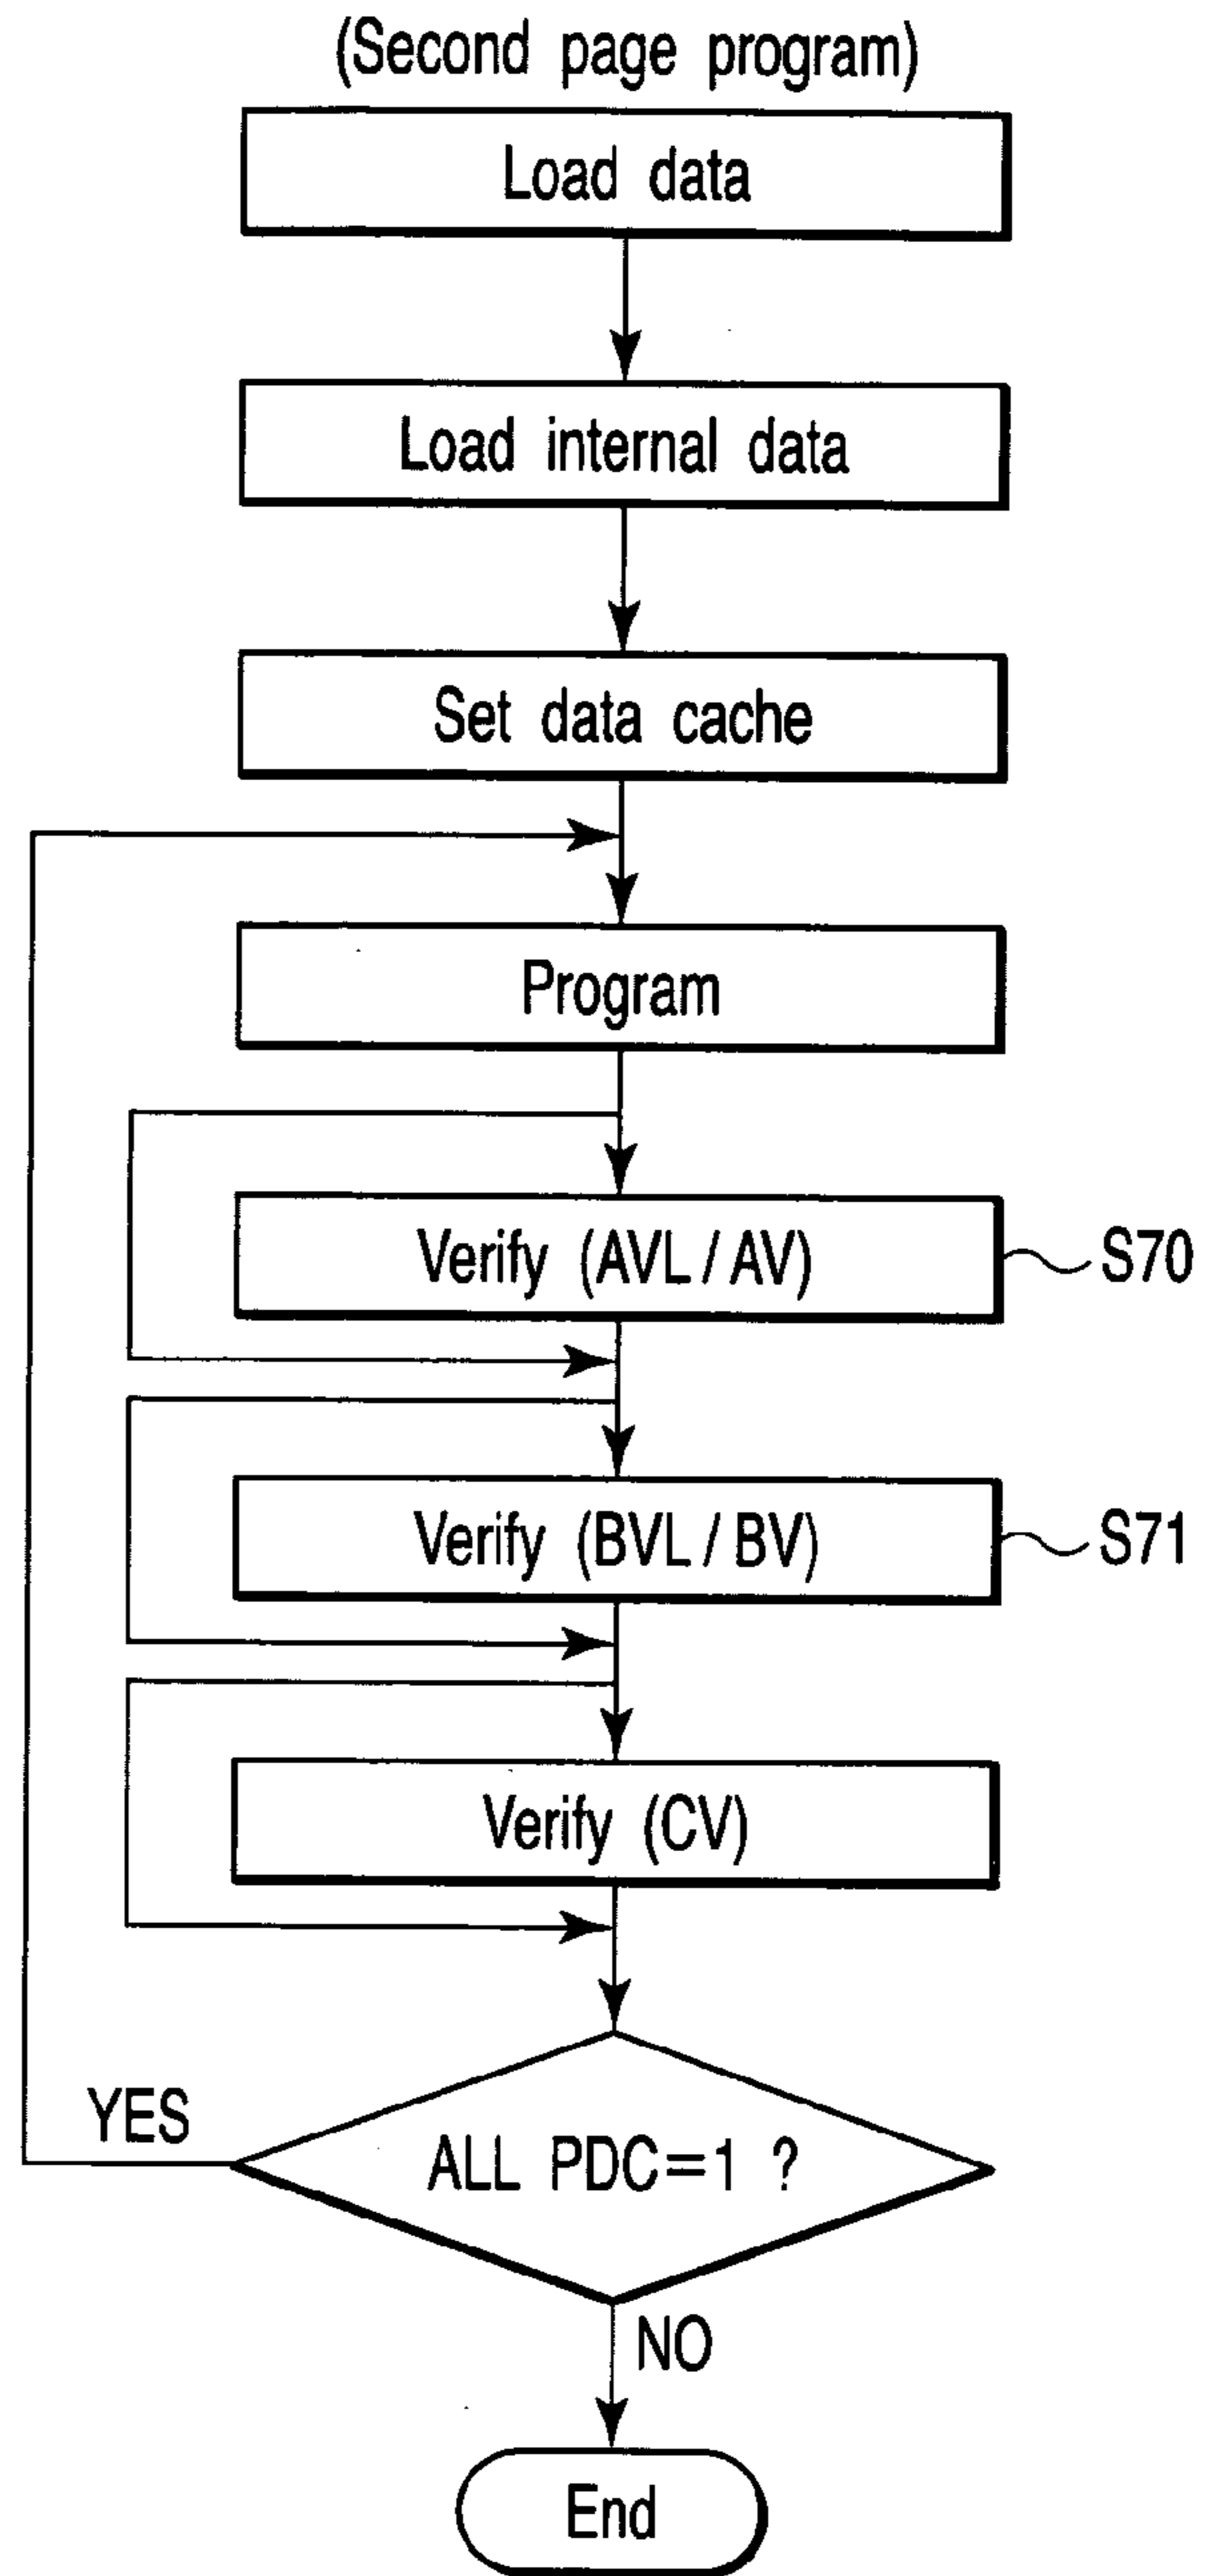 (Second page program)
Load data
Load internal data
Set data cache
Program
Verify (AVL / AV)
S70
Verify (BVL / BV)
S71
Verify (CV)
YES
ALL PDC=1 ?
NO
End